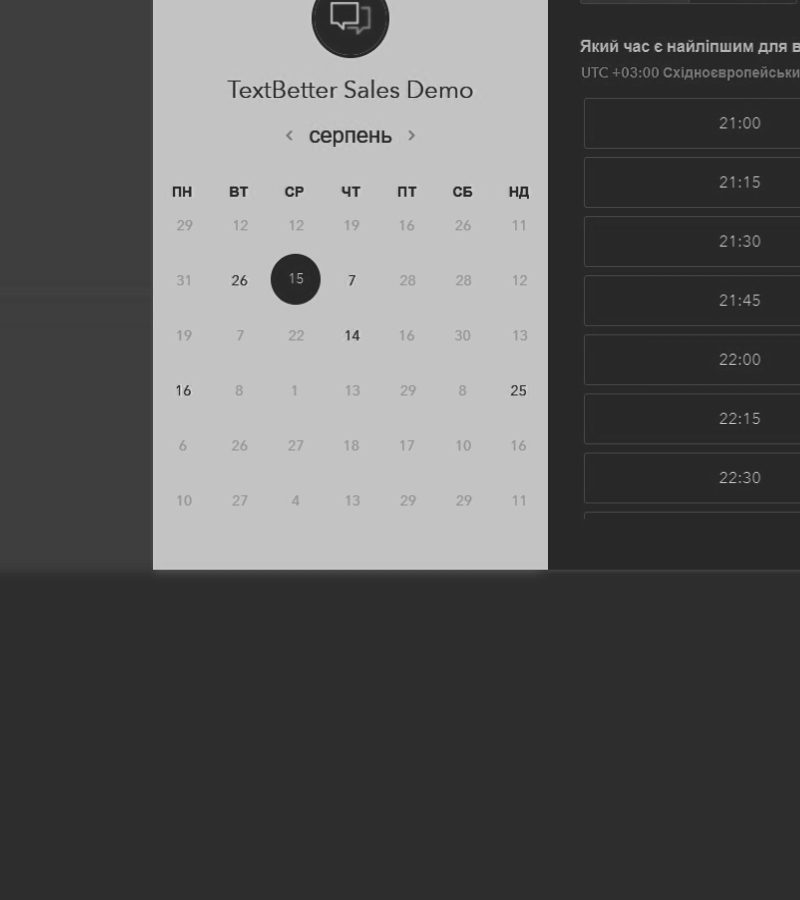 TextBetter Sales Demo
серпень
ПН ВТ СР ЧТ ПТ СБ НД
29 12 12 19 16 26 11
31 26 15 7 28 28 12
19 7 22 14 16 30 13
16 8 1 13 29 8 25
6 26 27 18 17 10 16
10 27 4 13 29 29 11
Який час є найліпшим для
UTC +03:00
21:00
21:15
21:30
21:45
22:00
22:15
22:30